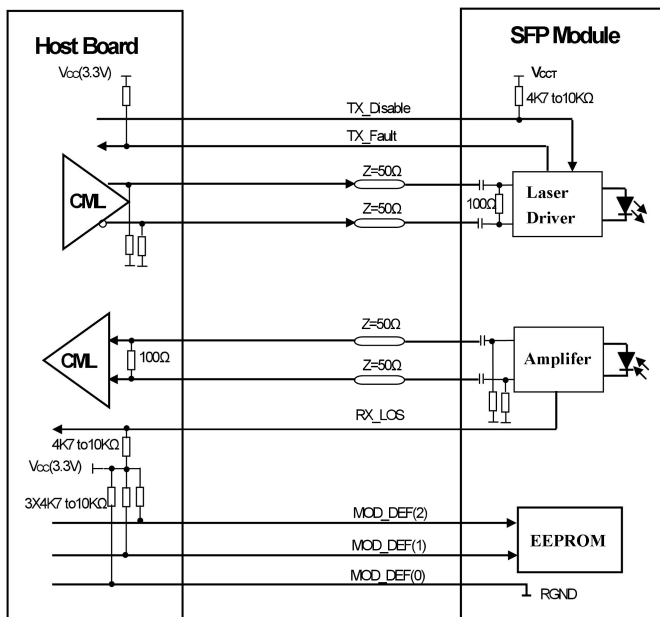 Host Board
SFP Module
Vcc(3.3V)
VCCT
4K7 to10KΩ
TX_Disable
TX_Fault
CML
Z=50Ω
Z=50Ω
100Ω
Laser
Driver
CML
100Ω
Z=50Ω
Z=50Ω
Amplifer
RX_LOS
4K7 to10KΩ
Vcc(3.3V)
3X4K7 to10KΩ
MOD_DEF(2)
MOD_DEF(1)
MOD_DEF(0)
EEPROM
RGND